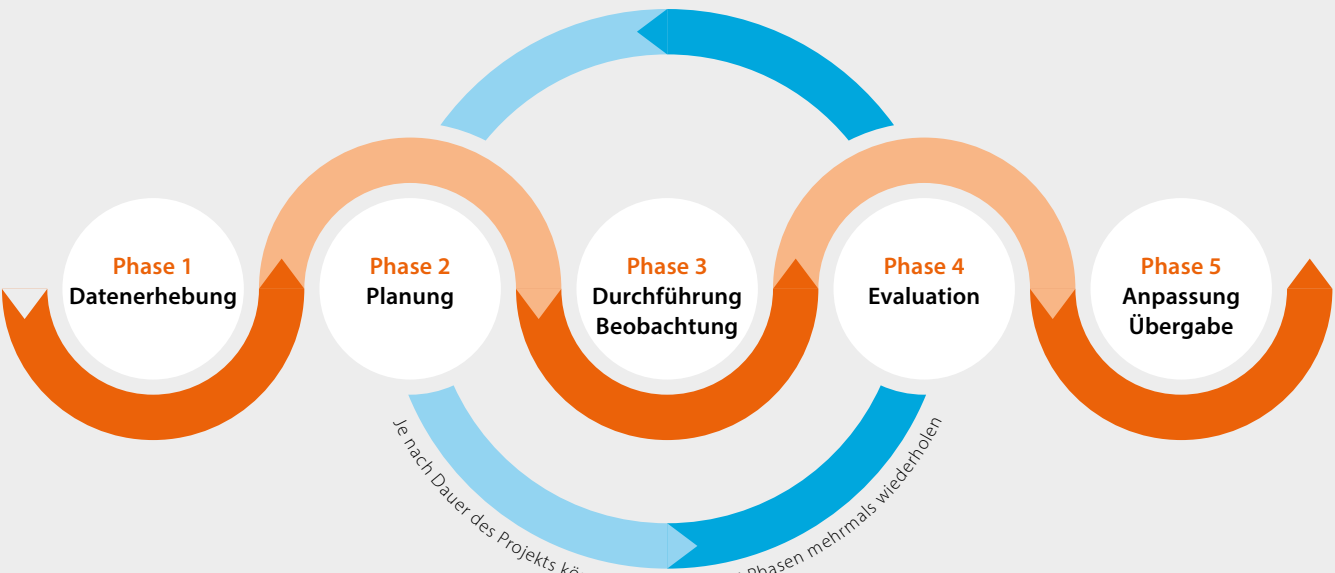 Phase 1
Datenerhebung
Phase 2
Planung
Phase 3
Durchführung
Beobachtung
Phase 4
Evaluation
Phase 5
Anpassung
Übergabe
Je nach Dauer des Projekts Phasen mehrmals wiederholen